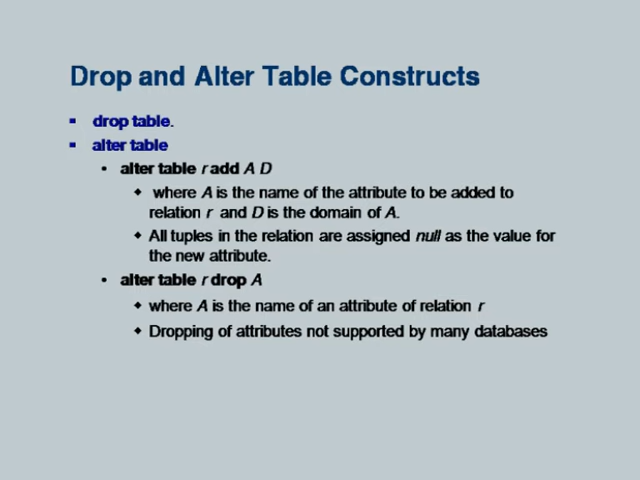 Drop and Alter Table Constructs
drop table.
alter table
alter table r add A D
where A is the name of the attribute to be added to
relation r and D is the domain of A.
All tuples in the relation are assigned null as the value for
the new attribute.
alter table r drop A
where A is the name of an attribute of relation r
Dropping of attributes not supported by many databases